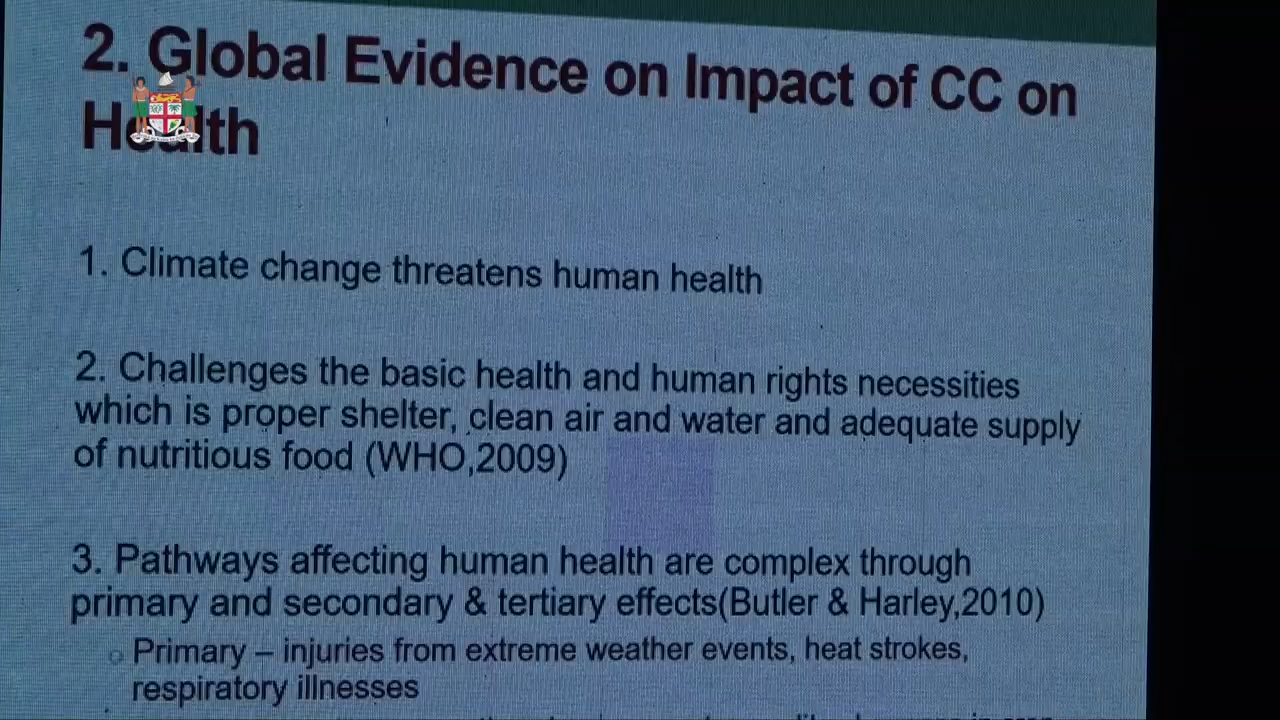 2. Global Evidence on Impact of CC on
Health
1. Climate change threatens human health
2. Challenges the basic health and human rights necessities
which is proper shelter, clean air and water and adequate supply
of nutritious food (WHO,2009)
3. Pathways affecting human health are complex through
primary and secondary & tertiary effects(Butler & Harley,2010)
Primary – injuries from extreme weather events, heat strokes,
respiratory illnesses